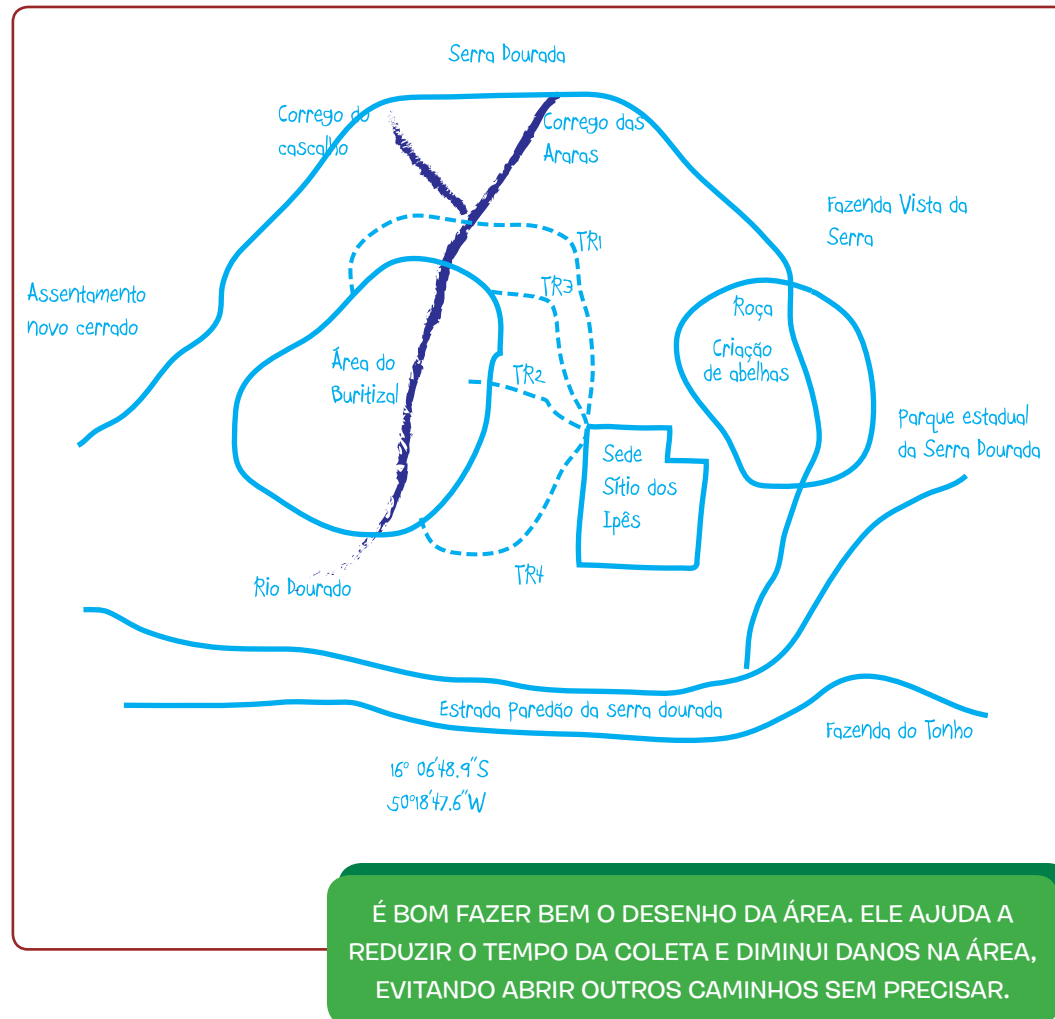 Serra Dourada
Corrego do
cascalho
Corrego das
Araras
Fazenda Vista da
Serra
TR1
TR3
Assentamento
novo cerrado
Roça
Criação
de abelhas
Área do
Buritizal
TR2
Parque estadual
da Serra Dourada
Sede
Sítio dos
Ipês
TR4
Rio Dourado
Estrada Paredão da serra dourada
Fazenda do Tonho
16° 06'48.9"S
50°18'47.6"W
É BOM FAZER BEM O DESENHO DA ÁREA. ELE AJUDA A
REDUZIR O TEMPO DA COLETA E DIMINUI DANOS NA ÁREA,
EVITANDO ABRIR OUTROS CAMINHOS SEM PRECISAR.